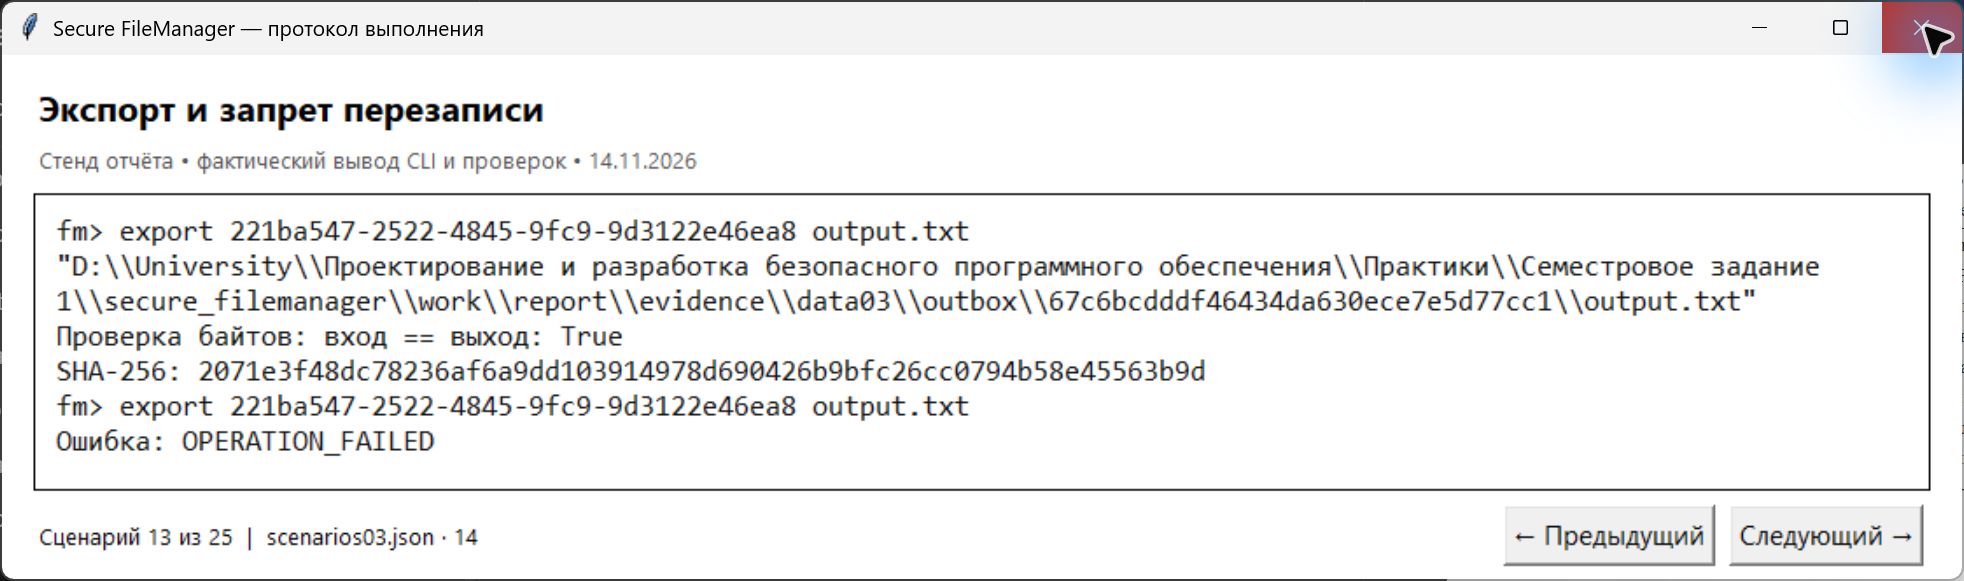 Secure FileManager — протокол выполнения
Экспорт и запрет перезаписи
Стенд отчёта • фактический вывод CLI и проверок • 14.11.2026
fm> export 221ba547-2522-4845-9fc9-9d3122e46ea8 output.txt
"D:\\University\\Проектирование и разработка безопасного программного обеспечения\\Практики\\Семестровое задание
1\\secure_filemanager\\work\\report\\evidence\\data03\\outbox\\67c6bcdddf46434da630ece7e5d77cc1\\output.txt"
Проверка байтов: вход == выход: True
SHA-256: 2071e3f48dc78236af6a9dd103914978d690426b9bfc26cc0794b58e45563b9d
fm> export 221ba547-2522-4845-9fc9-9d3122e46ea8 output.txt
Ошибка: OPERATION_FAILED
Сценарий 13 из 25 | scenarios03.json · 14
← Предыдущий
Следующий →